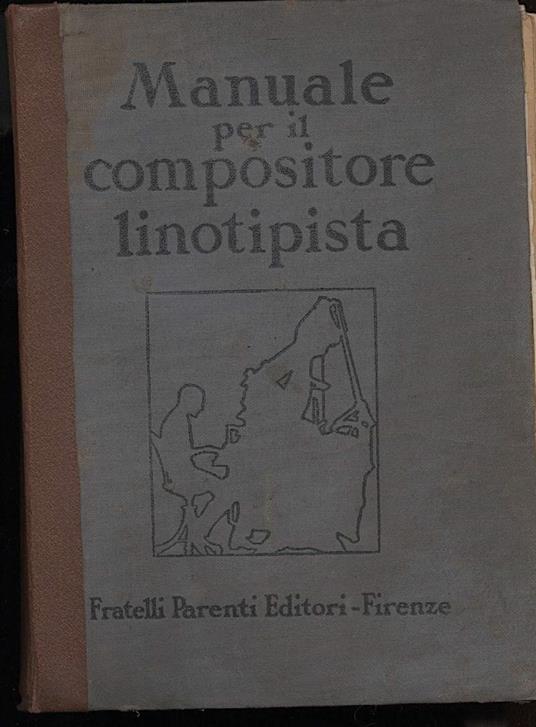 Manuale
per il
compositore
linotipista
Fratelli Parenti Editori-Firenze